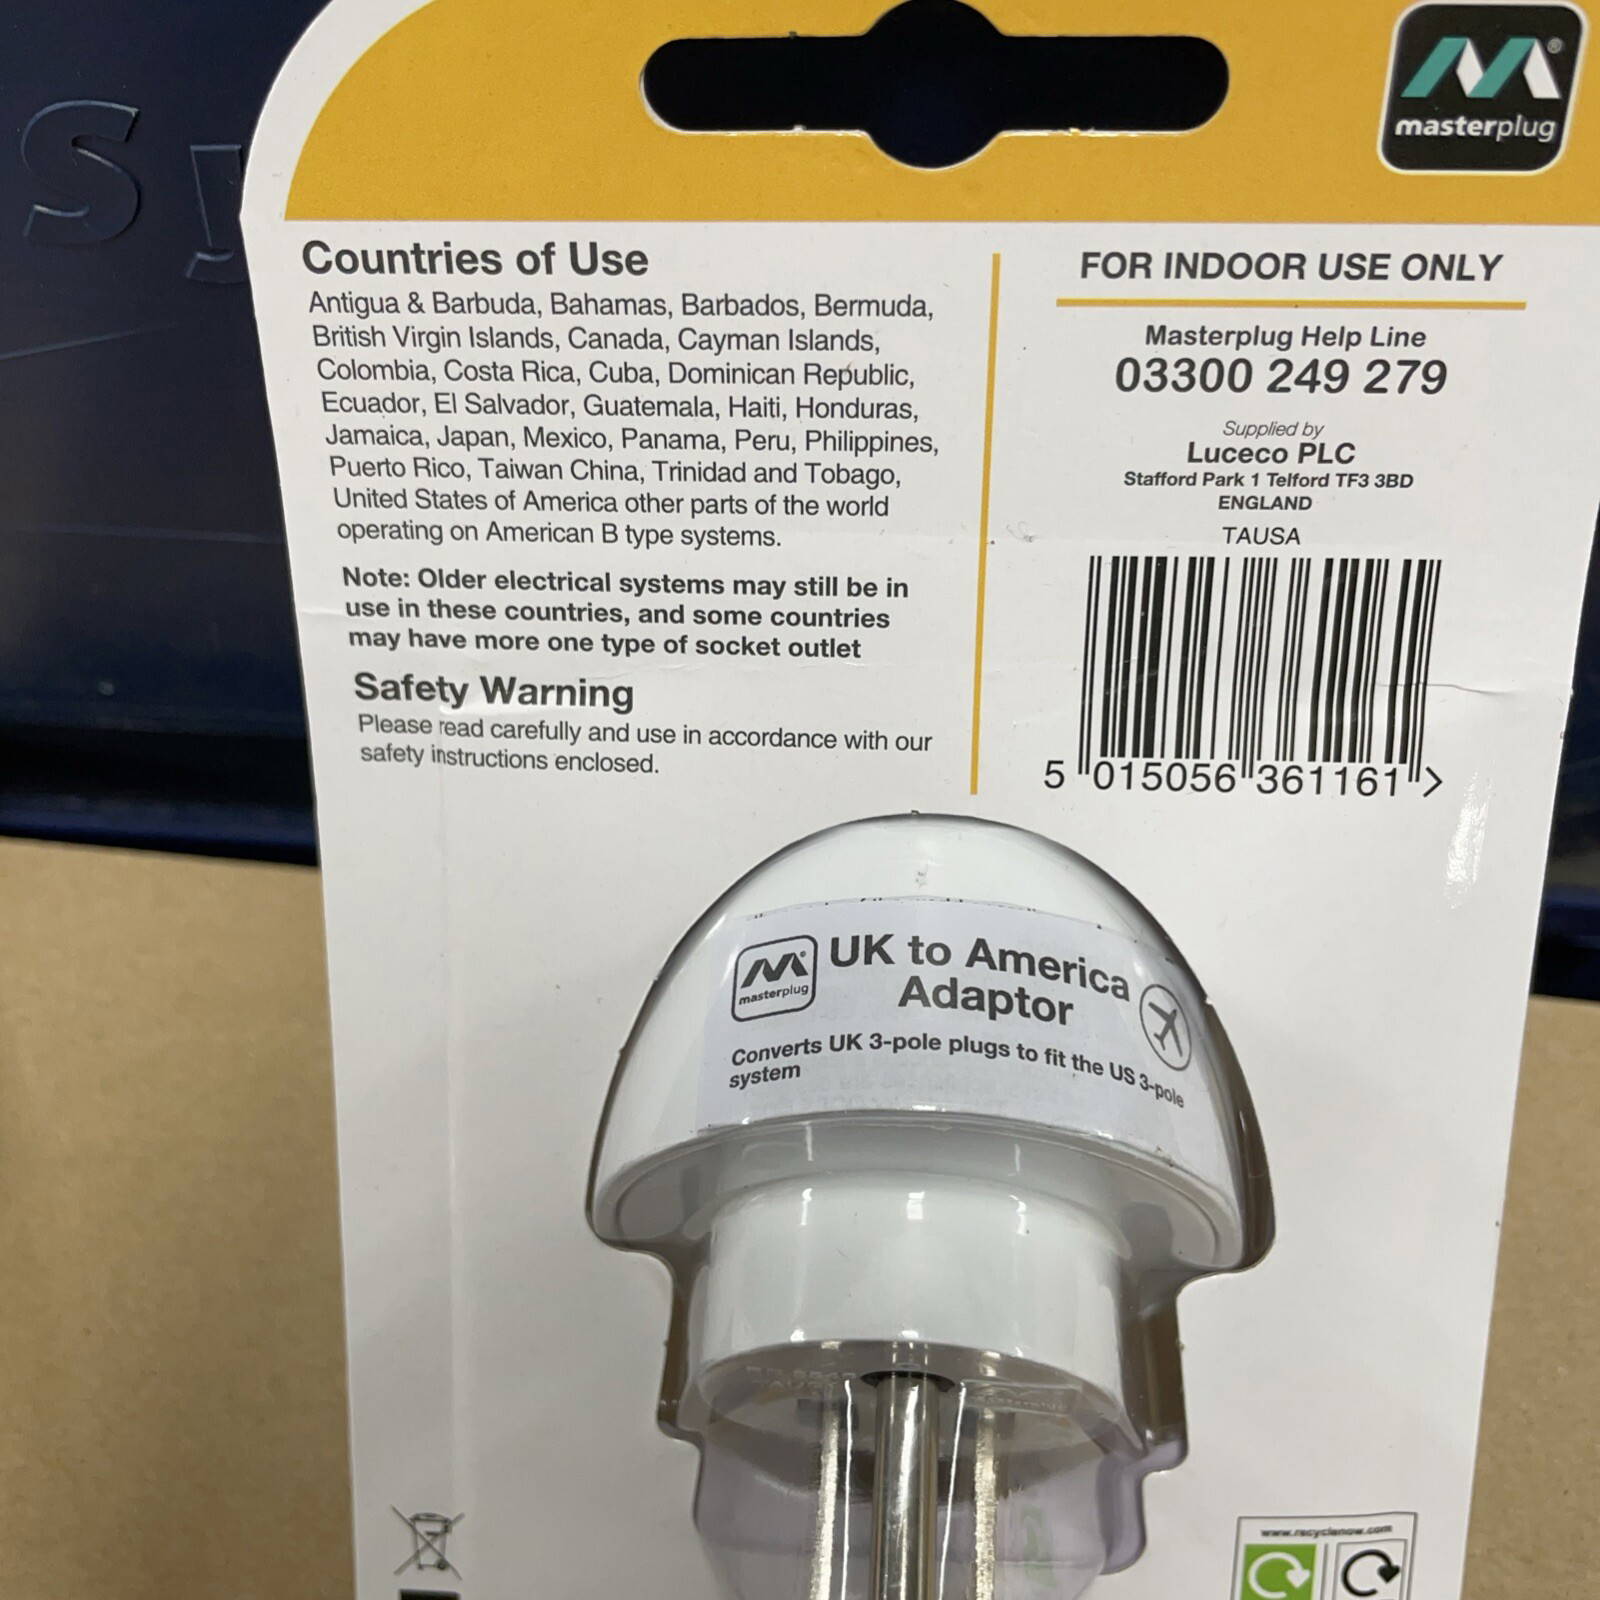 Sy
masterplug
Countries of Use
Antigua & Barbuda, Bahamas, Barbados, Bermuda,
British Virgin Islands, Canada, Cayman Islands,
Colombia, Costa Rica, Cuba, Dominican Republic,
Ecuador, El Salvador, Guatemala, Haiti, Honduras,
Jamaica, Japan, Mexico, Panama, Peru, Philippines,
Puerto Rico, Taiwan China, Trinidad and Tobago,
United States of America other parts of the world
operating on American B type systems.
Note: Older electrical systems may still be in
use in these countries, and some countries
may have more one type of socket outlet
Safety Warning
Please read carefully and use in accordance with our
safety instructions enclosed.
FOR INDOOR USE ONLY
Masterplug Help Line
03300 249 279
Supplied by
Luceco PLC
Stafford Park 1 Telford TF3 3BD
ENGLAND
TAUSA
5 015056 361161 >
masterplug
UK to America
Adaptor
Converts UK 3-pole plugs to fit the US 3-pole
system
www.recyclenow.com